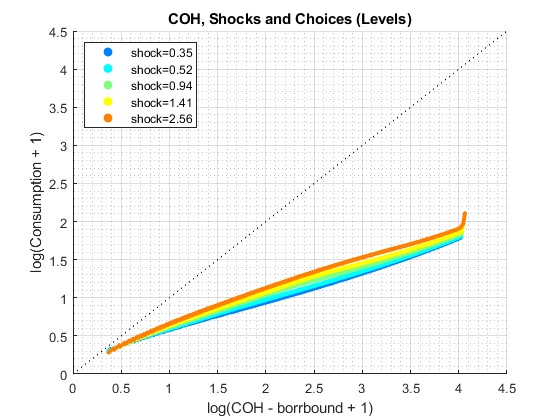 COH, Shocks and Choices (Levels)
4.5
4
3.5
3
2.5
2
1.5
1
0.5
0
log(Consumption + 1)
shock=0.35
shock=0.52
shock=0.94
shock=1.41
shock=2.56
0 0.5 1 1.5 2 2.5 3 3.5 4 4.5
log(COH - borrbound + 1)